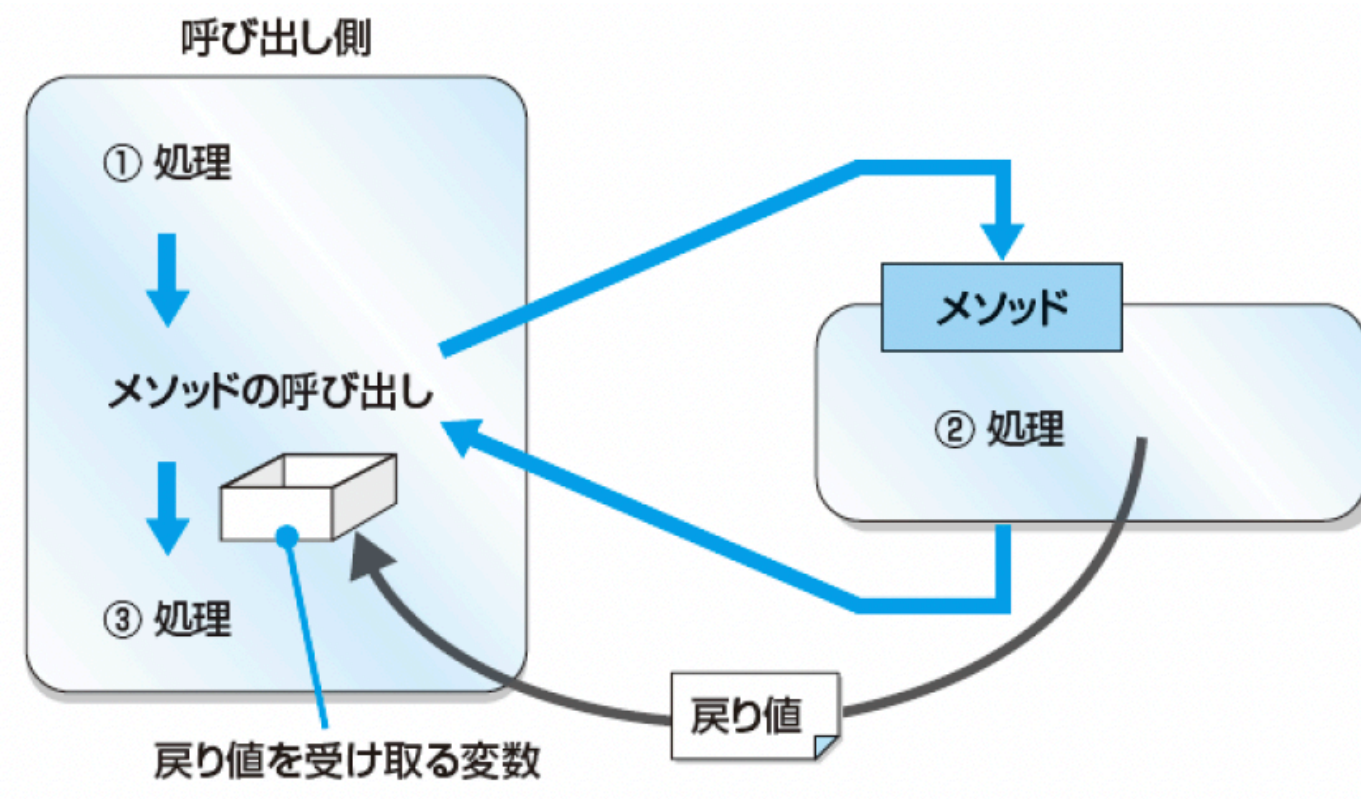 呼び出し側
① 処理
メソッドの呼び出し
③ 処理
戻り値を受け取る変数
メソッド
② 処理
戻り値